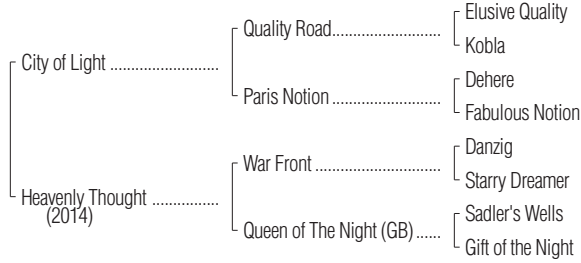 Elusive Quality
Quality Road..........................
Kobla
City of Light ..........................
Dehere
Paris Notion ..........................
Fabulous Notion
Danzig
War Front ..............................
Starry Dreamer
Heavenly Thought ................
(2014)
Sadler's Wells
Queen of The Night (GB) ......
Gift of the Night